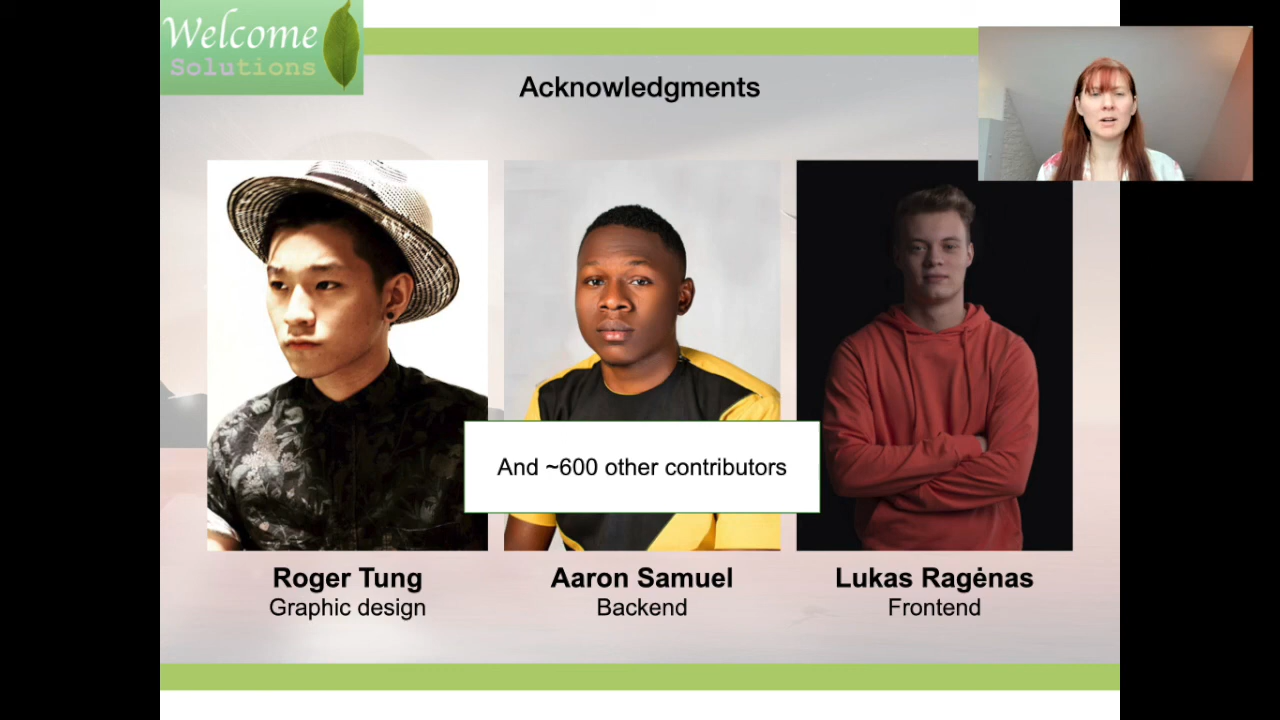 Welcome
Solutions
Acknowledgments
And ~600 other contributors
Roger Tung
Graphic design
Aaron Samuel
Backend
Lukas Ragėnas
Frontend